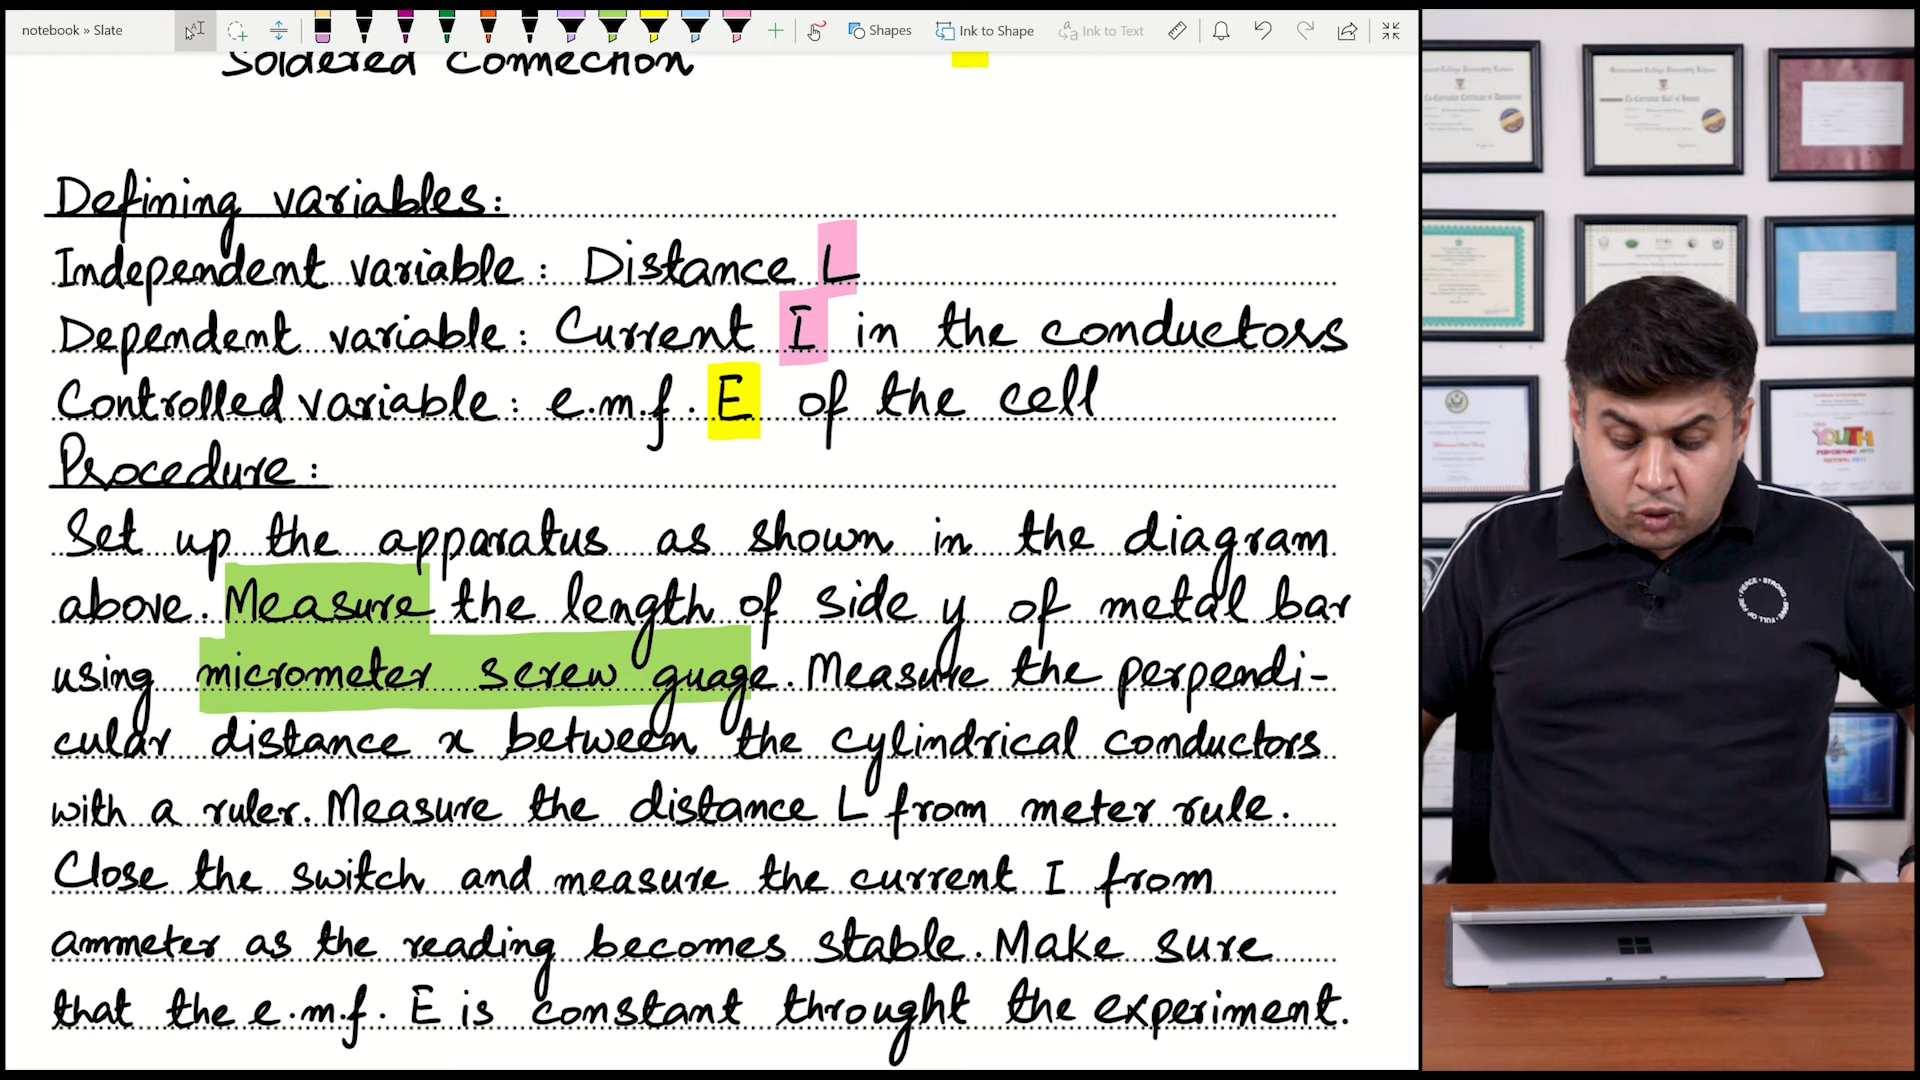 notebook » Slate
Shapes
Ink to Shape
Ink to Text
Soldered Connection
Defining variables:
Independent variable: Distance L
Dependent variable: Current I in the conductors
Controlled variable: e.m.f. E of the cell
Procedure:
Set up the apparatus as shown in the diagram
above. Measure the length of side y of metal bar
using micrometer screw guage. Measure the perpendi-
cular distance x between the cylindrical conductors
with a ruler. Measure the distance L from meter rule.
Close the switch and measure the current I from
ammeter as the reading becomes stable. Make sure
that the e.m.f. E is constant throught the experiment.
YOUTH